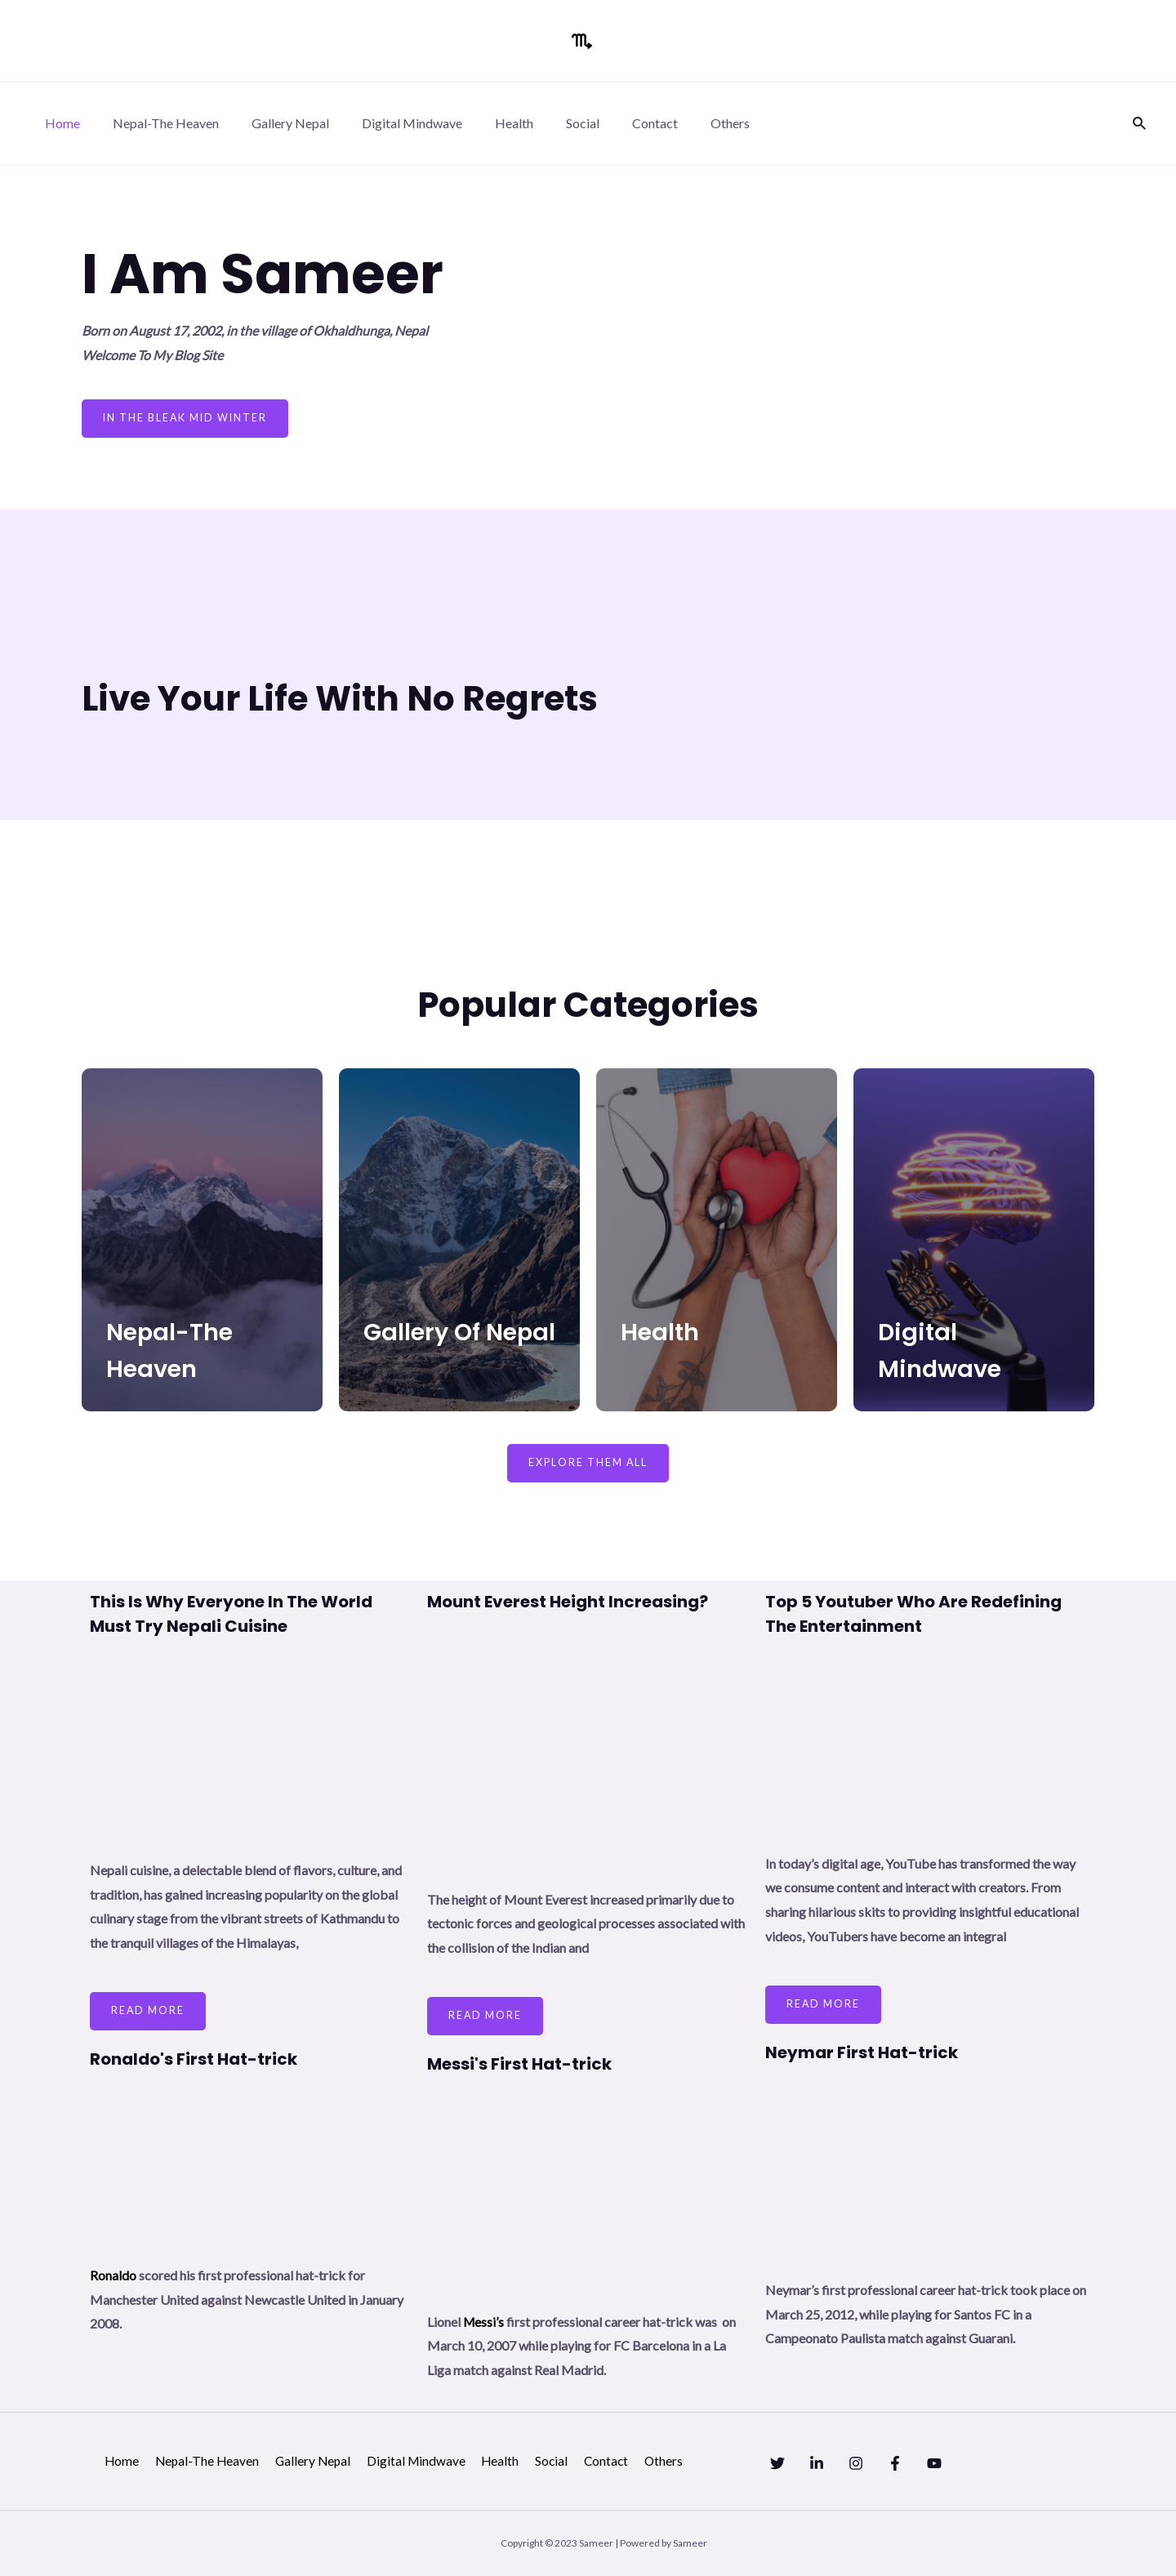 Home Nepal-The Heaven Gallery Nepal Digital Mindwave Health Social Contact Others
I Am Sameer
Born on August 17, 2002, in the village of Okhaldhunga, Nepal
Welcome To My Blog Site
IN THE BLEAK MID WINTER
Live Your Life With No Regrets
Popular Categories
Nepal-The
Heaven
Gallery Of Nepal
Health
Digital
Mindwave
EXPLORE THEM ALL
This Is Why Everyone In The World
Must Try Nepali Cuisine
Nepali cuisine, a delectable blend of flavors, culture, and
tradition, has gained increasing popularity on the global
culinary stage from the vibrant streets of Kathmandu to
the tranquil villages of the Himalayas,
READ MORE
Mount Everest Height Increasing?
The height of Mount Everest increased primarily due to
tectonic forces and geological processes associated with
the collision of the Indian and
READ MORE
Top 5 Youtuber Who Are Redefining
The Entertainment
In today’s digital age, YouTube has transformed the way
we consume content and interact with creators. From
sharing hilarious skits to providing insightful educational
videos, YouTubers have become an integral
READ MORE
Ronaldo's First Hat-trick
Ronaldo scored his first professional hat-trick for
Manchester United against Newcastle United in January
2008.
Messi's First Hat-trick
Lionel Messi’s first professional career hat-trick was on
March 10, 2007 while playing for FC Barcelona in a La
Liga match against Real Madrid.
Neymar First Hat-trick
Neymar’s first professional career hat-trick took place on
March 25, 2012, while playing for Santos FC in a
Campeonato Paulista match against Guarani.
Home Nepal-The Heaven Gallery Nepal Digital Mindwave Health Social Contact Others
Copyright © 2023 Sameer | Powered by Sameer